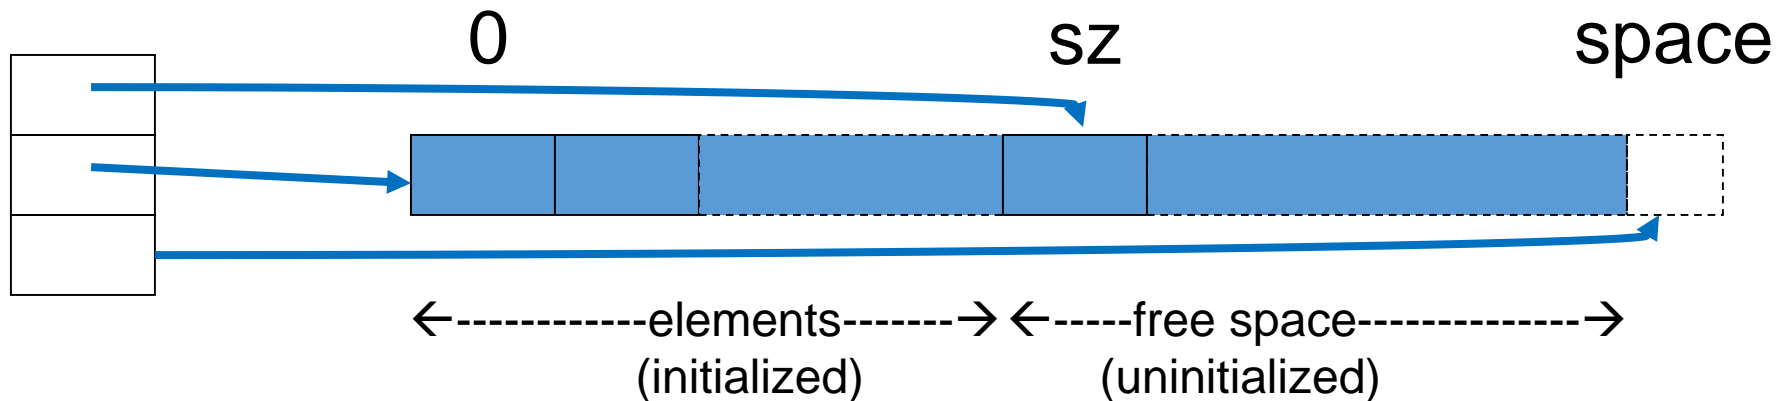 0 sz space
←------------elements-------→ ←-----free space--------------→
(initialized) (uninitialized)